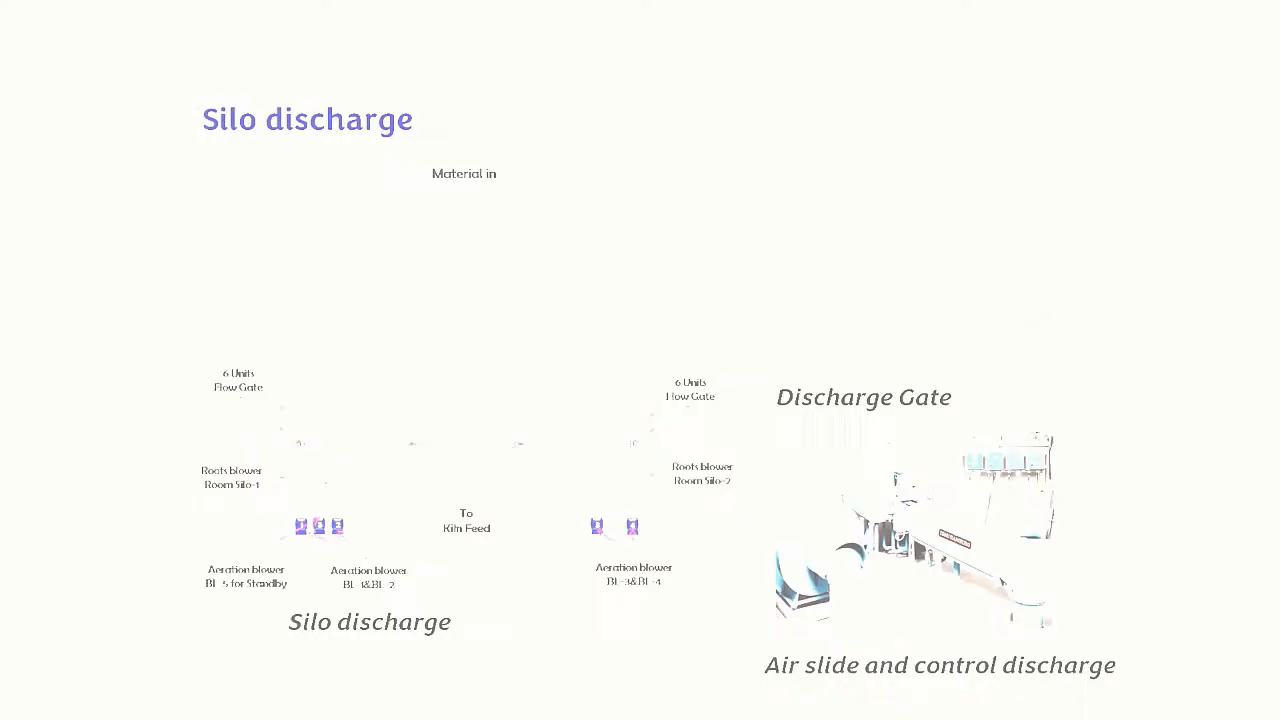 Silo discharge
Material in
6 Units
Flow Gate
6 Units
Flow Gate
Discharge Gate
Roots blower
Room Silo-1
Roots blower
Room Silo-2
To
Kiln Feed
Aeration blower
BL-5 for Standby
Aeration blower
BL-1&BL-2
Aeration blower
BL-3&BL-4
Silo discharge
Air slide and control discharge